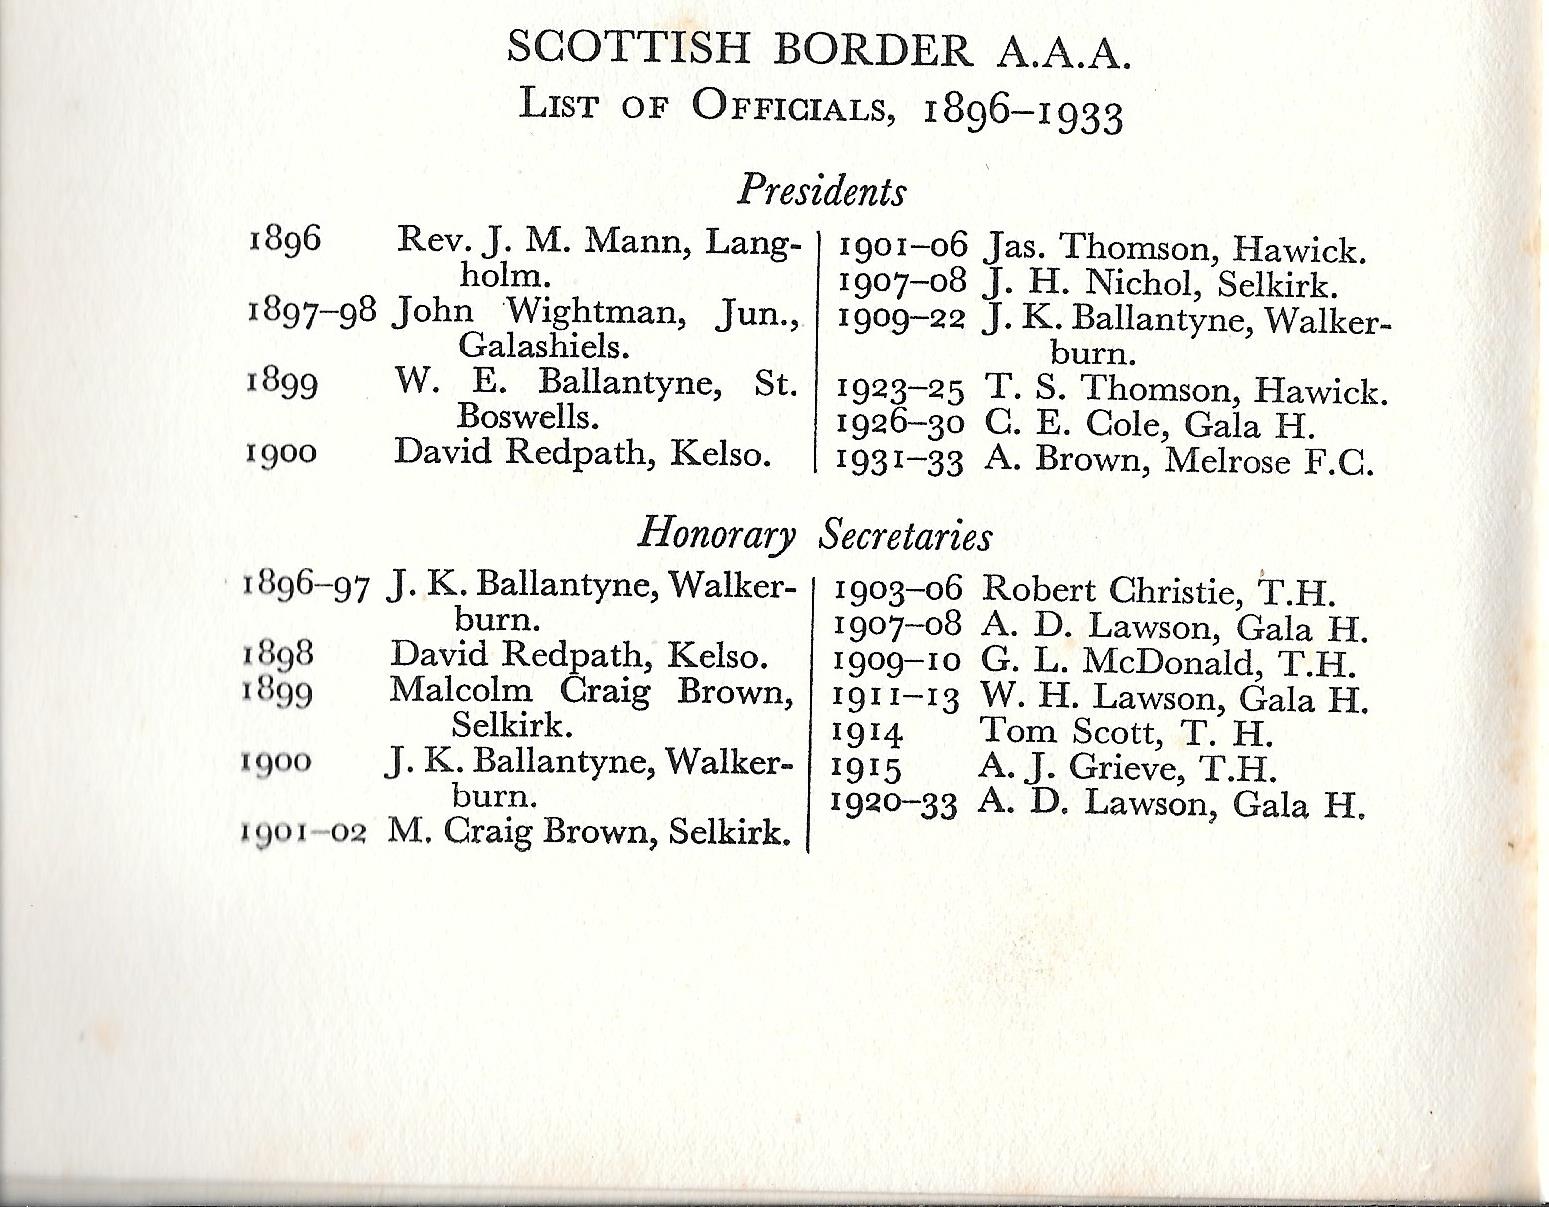 SCOTTISH BORDER A.A.A.
LIST OF OFFICIALS, 1896–1933
Presidents
1896 Rev. J. M. Mann, Lang-
holm.
1897–98 John Wightman, Jun.,
Galashiels.
1899 W. E. Ballantyne, St.
Boswells.
1900 David Redpath, Kelso.
1901–06 Jas. Thomson, Hawick.
1907–08 J. H. Nichol, Selkirk.
1909–22 J. K. Ballantyne, Walker-
burn.
1923–25 T. S. Thomson, Hawick.
1926–30 C. E. Cole, Gala H.
1931–33 A. Brown, Melrose F.C.
Honorary Secretaries
1896–97 J. K. Ballantyne, Walker-
burn.
1898 David Redpath, Kelso.
1899 Malcolm Craig Brown,
Selkirk.
1900 J. K. Ballantyne, Walker-
burn.
1901–02 M. Craig Brown, Selkirk.
1903–06 Robert Christie, T.H.
1907–08 A. D. Lawson, Gala H.
1909–10 G. L. McDonald, T.H.
1911–13 W. H. Lawson, Gala H.
1914 Tom Scott, T. H.
1915 A. J. Grieve, T.H.
1920–33 A. D. Lawson, Gala H.